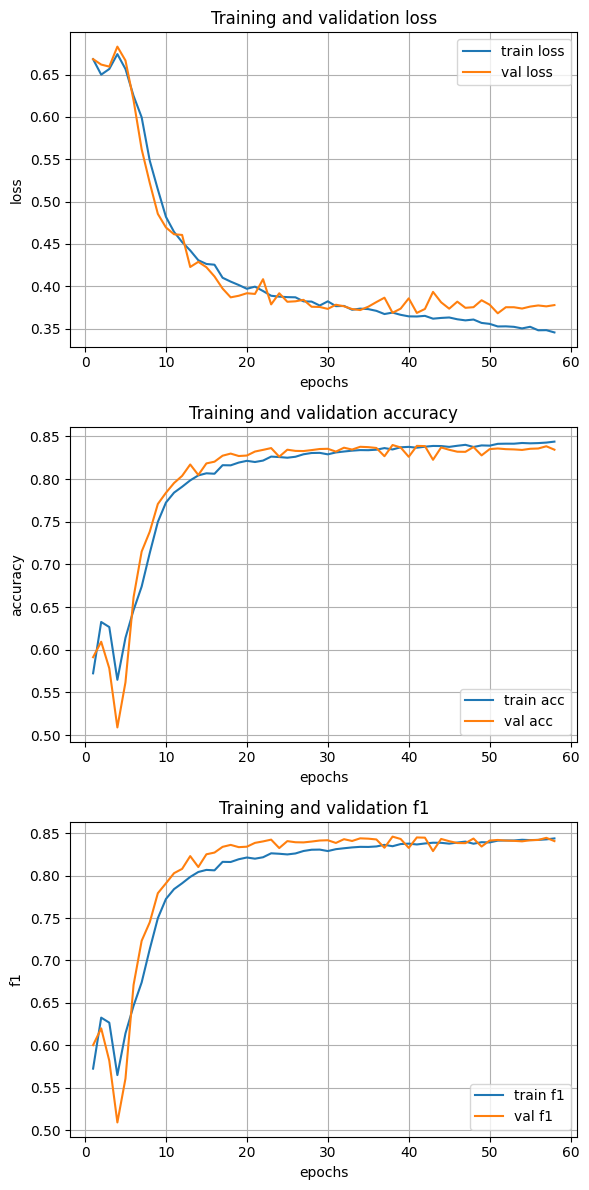 Training and validation loss
train loss
val loss
0.65
0.60
0.55
0.50
0.45
0.40
0.35
loss
0 10 20 30 40 50 60
epochs
Training and validation accuracy
0.85
0.80
0.75
0.70
0.65
0.60
0.55
0.50
accuracy
train acc
val acc
0 10 20 30 40 50 60
epochs
Training and validation f1
0.85
0.80
0.75
0.70
0.65
0.60
0.55
0.50
f1
train f1
val f1
0 10 20 30 40 50 60
epochs